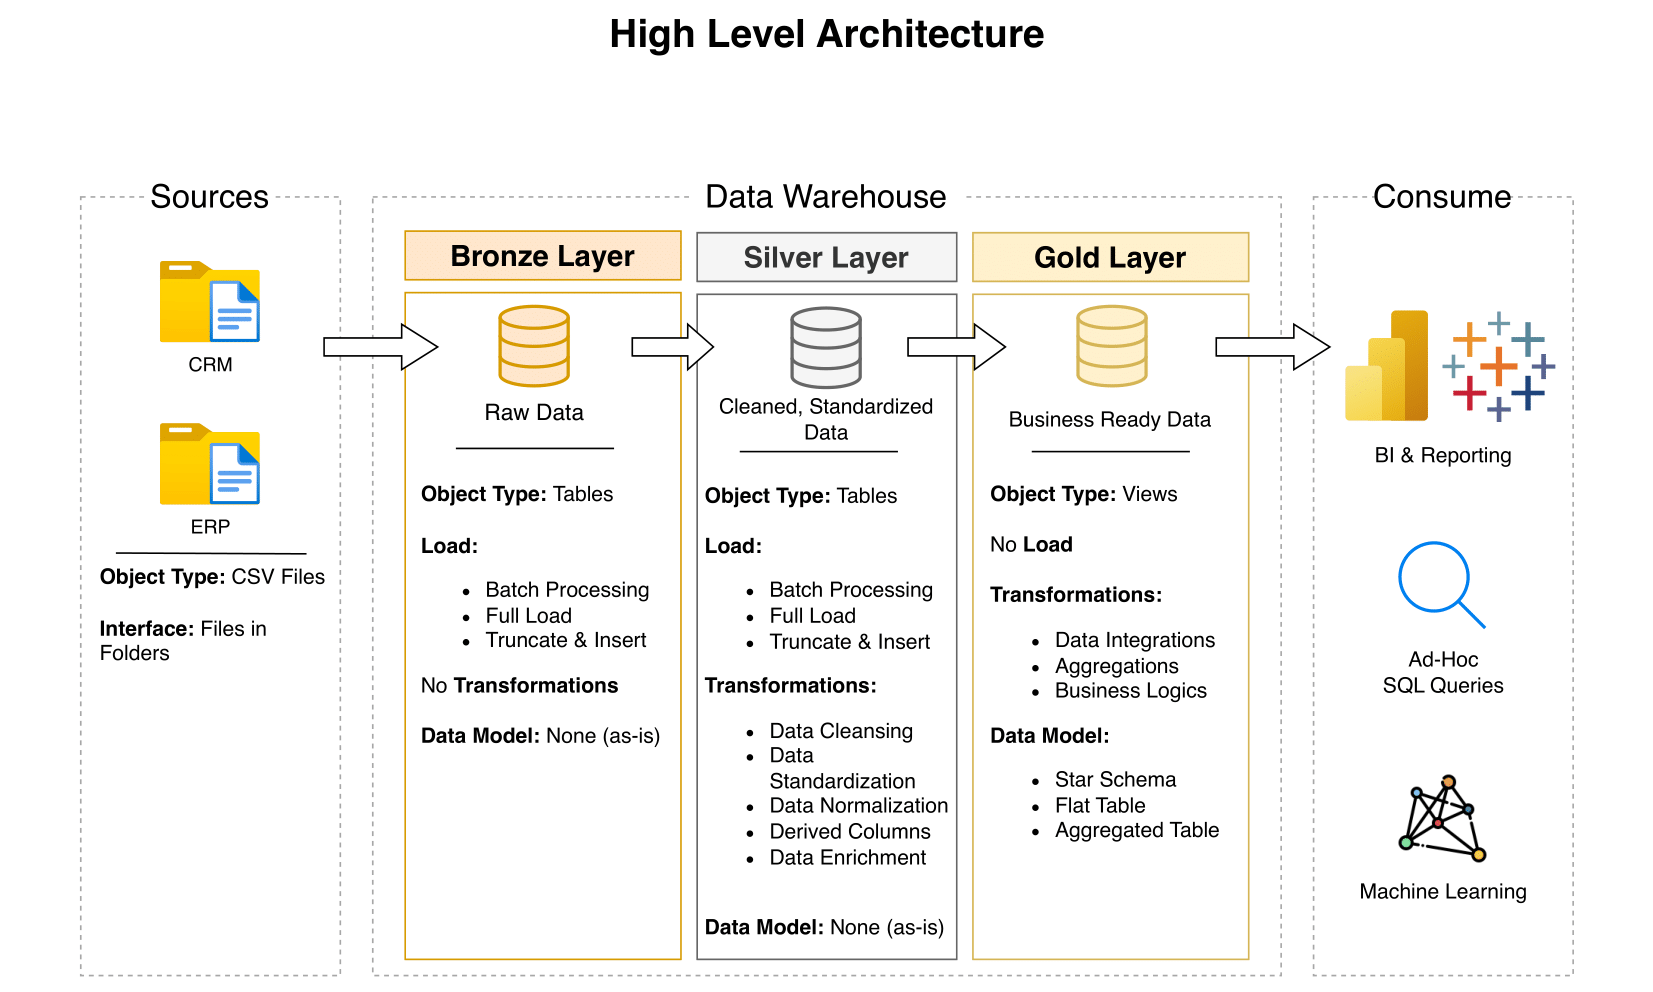 High Level Architecture
Sources
CRM
ERP
Object Type: CSV Files
Interface: Files in
Folders
Data Warehouse
Bronze Layer
Raw Data
Object Type: Tables
Load:
• Batch Processing
• Full Load
• Truncate & Insert
No Transformations
Data Model: None (as-is)
Silver Layer
Cleaned, Standardized
Data
Object Type: Tables
Load:
• Batch Processing
• Full Load
• Truncate & Insert
Transformations:
• Data Cleansing
• Data
Standardization
• Data Normalization
• Derived Columns
• Data Enrichment
Data Model: None (as-is)
Gold Layer
Business Ready Data
Object Type: Views
No Load
Transformations:
• Data Integrations
• Aggregations
• Business Logics
Data Model:
• Star Schema
• Flat Table
• Aggregated Table
Consume
BI & Reporting
Ad-Hoc
SQL Queries
Machine Learning